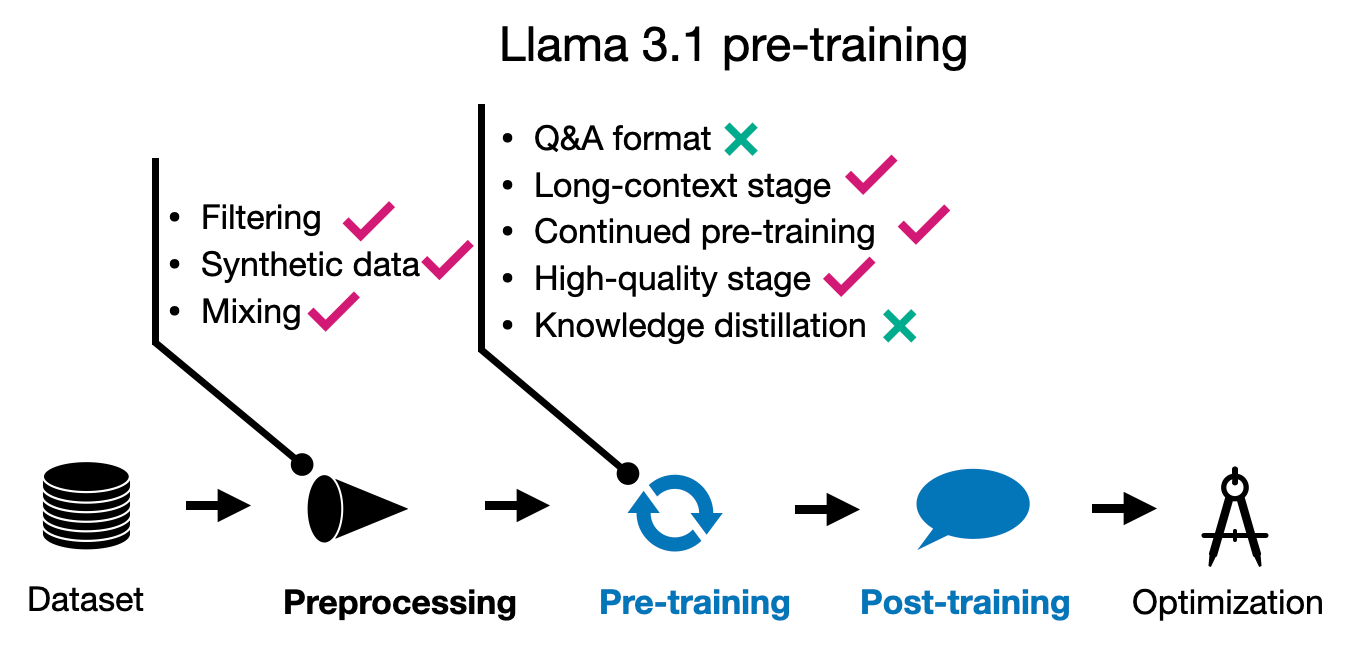 Llama 3.1 pre-training
• Filtering
• Synthetic data
• Mixing
• Q&A format
• Long-context stage
• Continued pre-training
• High-quality stage
• Knowledge distillation
Dataset
Preprocessing
Pre-training
Post-training
Optimization